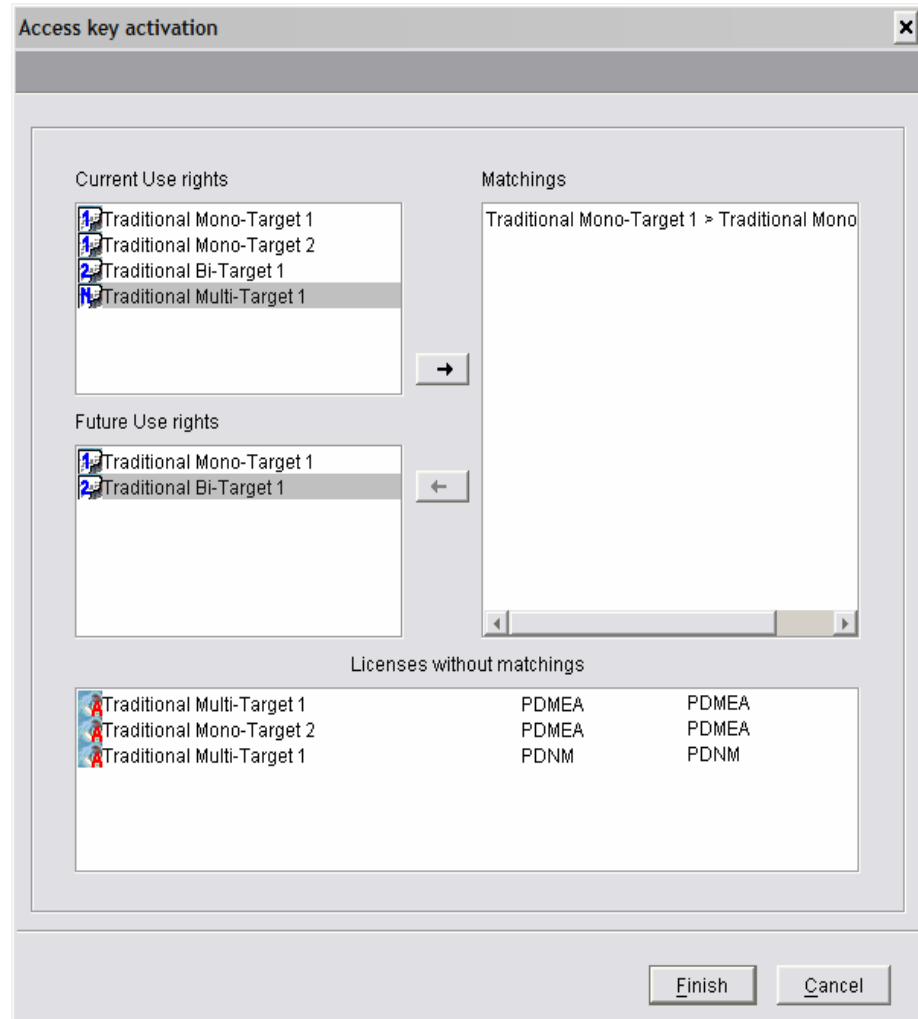 Access key activation
Current Use rights
Traditional Mono-Target 1
Traditional Mono-Target 2
Traditional Bi-Target 1
Traditional Multi-Target 1
Matchings
Traditional Mono-Target 1 > Traditional Mono
Future Use rights
Traditional Mono-Target 1
Traditional Bi-Target 1
Licenses without matchings
Traditional Multi-Target 1 PDMEA PDMEA
Traditional Mono-Target 2 PDMEA PDMEA
Traditional Multi-Target 1 PDNM PDNM
Finish Cancel